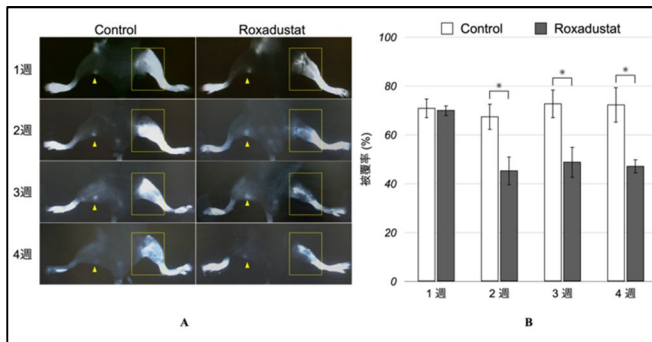 Control
Roxadustat
1週
2週
3週
4週
A
B
Control
Roxadustat
100
80
60
40
20
0
被覆率 (%)
*
*
*
1 週
2 週
3 週
4 週